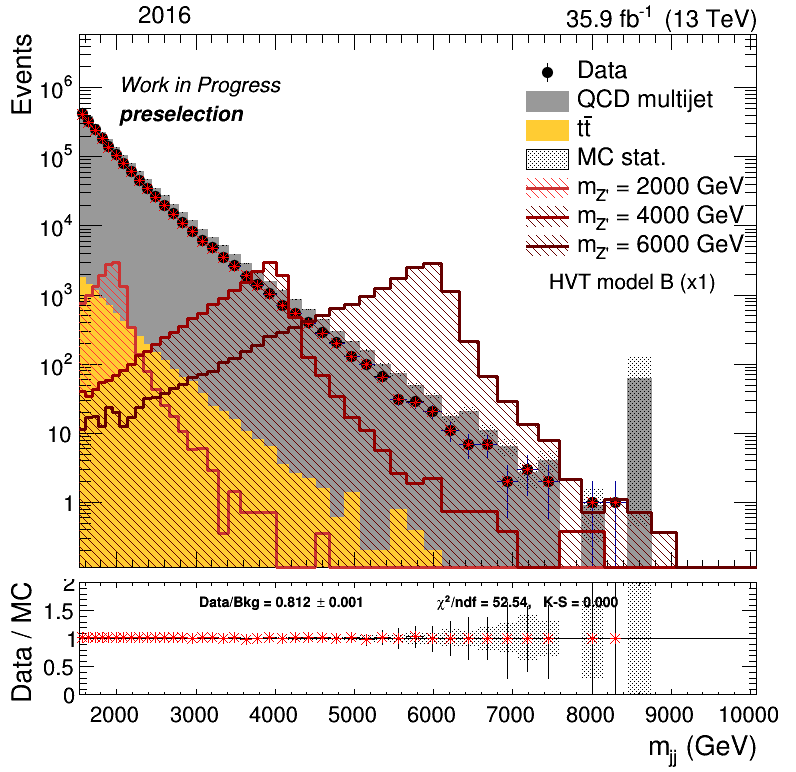 2016
35.9 fb⁻¹ (13 TeV)
Events
10⁶
10⁵
10⁴
10³
10²
10
1
Work in Progress
preselection
Data
QCD multijet
tt̄
MC stat.
m_Z' = 2000 GeV
m_Z' = 4000 GeV
m_Z' = 6000 GeV
HVT model B (x1)
Data / MC
2
1.5
1
0.5
0
Data/Bkg = 0.812 ± 0.001
χ²/ndf = 52.54, K-S = 0.000
2000 3000 4000 5000 6000 7000 8000 9000 10000
m_jj (GeV)